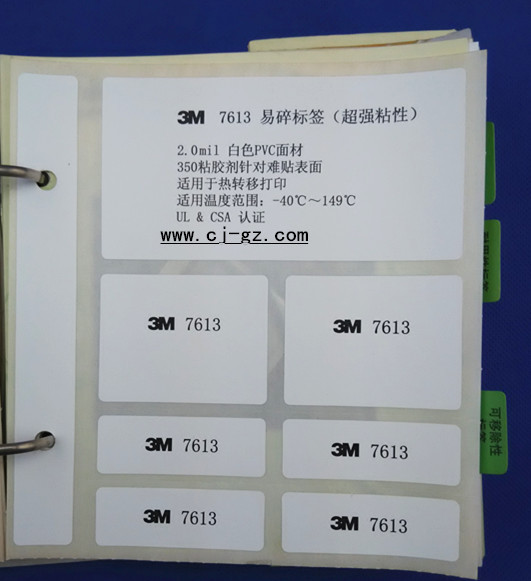 3M 7613 易碎标签（超强粘性）
2.0mil 白色PVC面材
350粘胶剂针对难贴表面
适用于热转移打印
适用温度范围: -40℃～149℃
UL & CSA 认证
www.cj-gz.com
3M 7613
3M 7613
3M 7613
3M 7613
3M 7613
3M 7613
可移除性